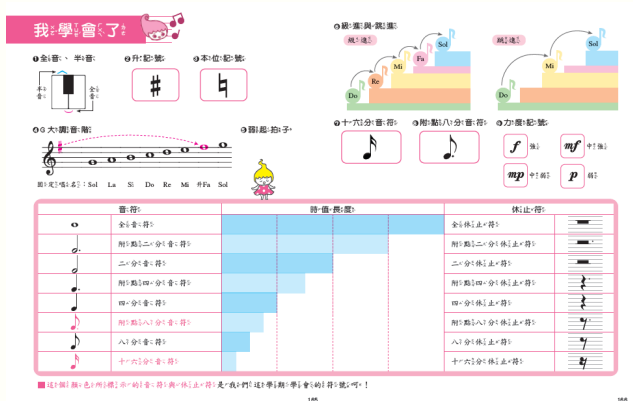 我學會了
❶全音、半音
❷升記號
❸本位記號
半音
全音
❹G大調音階
固定唱名：Sol La Si Do Re Mi 升Fa Sol
❺弱起拍子
❻級進與跳進
級進
Do Re Mi Fa Sol
跳進
Do Mi Sol
❼十六分音符
❽附點八分音符
❾力度記號
f 強
mf 中強
mp 中弱
p 弱
音符 時值長度 休止符
全音符 全休止符
附點二分音符 附點二分休止符
二分音符 二分休止符
附點四分音符 附點四分休止符
四分音符 四分休止符
附點八分音符 附點八分休止符
八分音符 八分休止符
十六分音符 十六分休止符
這個顏色所標示的音符與休止符是我們這學期學會的符號呵！